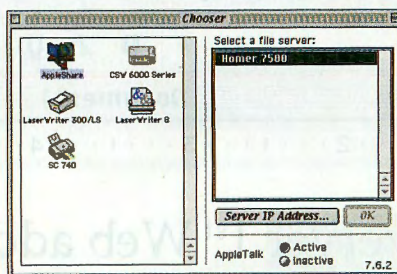 Chooser
Select a file server:
Homer 7500
AppleShare
CSW 6000 Series
LaserWriter 300/LS
LaserWriter 8
SC 740
Server IP Address...
OK
AppleTalk
Active
Inactive
7.6.2